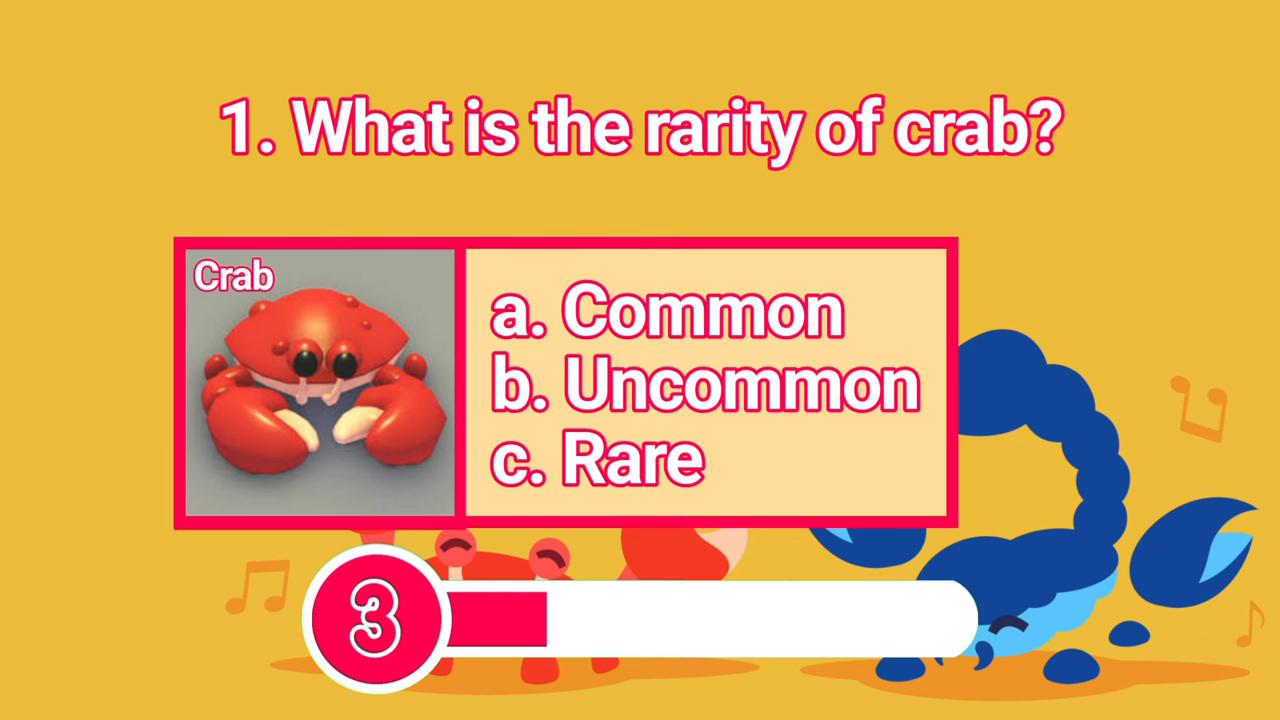 1. What is the rarity of crab?
Crab
a. Common
b. Uncommon
c. Rare
3